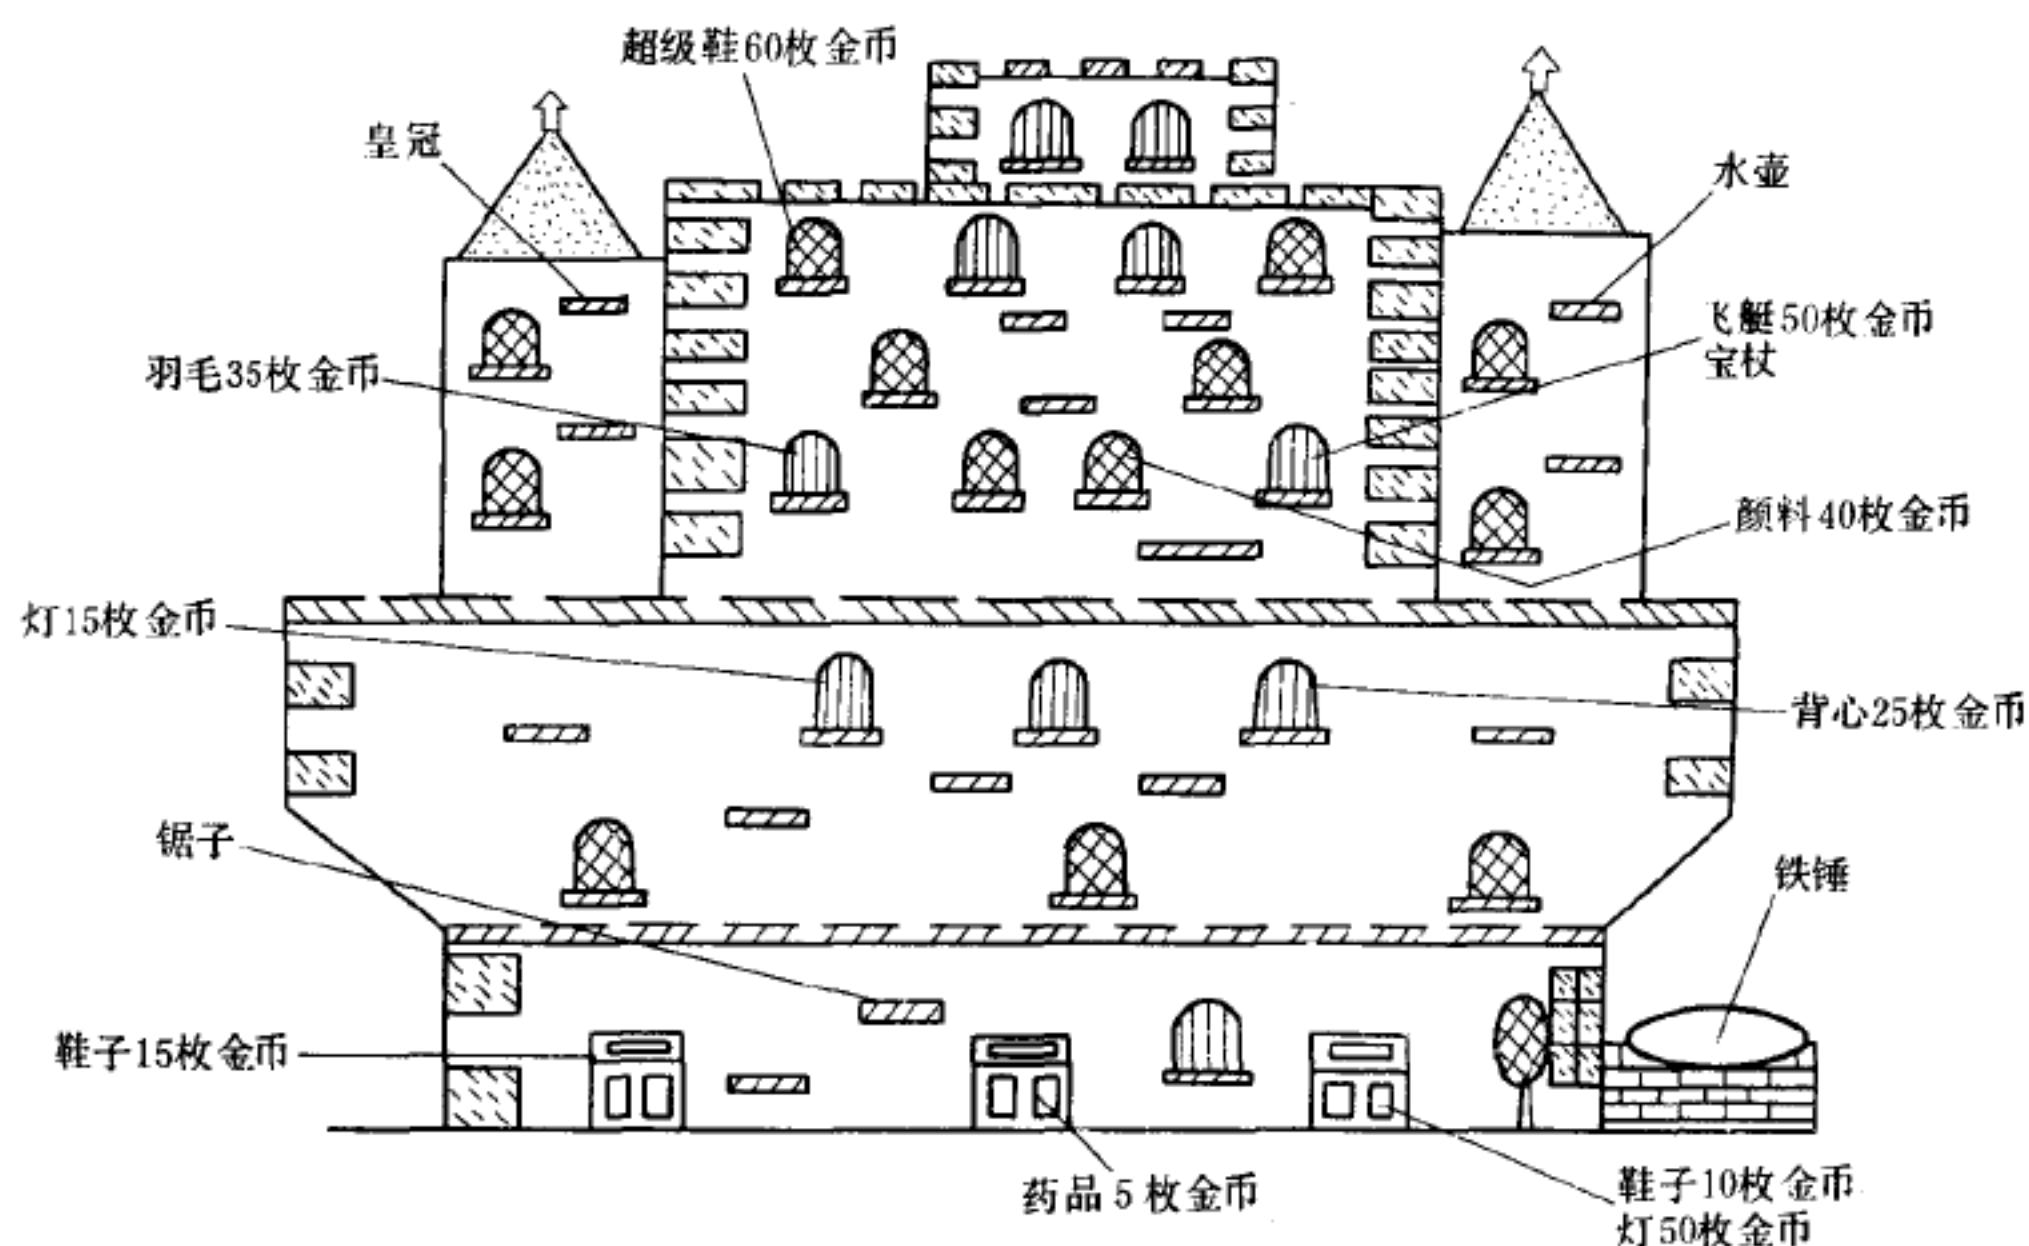 超级鞋60枚金币
皇冠
水壶
飞艇50枚金币
宝杖
羽毛35枚金币
颜料40枚金币
灯15枚金币
背心25枚金币
锯子
铁锤
鞋子15枚金币
药品5枚金币
鞋子10枚金币
灯50枚金币